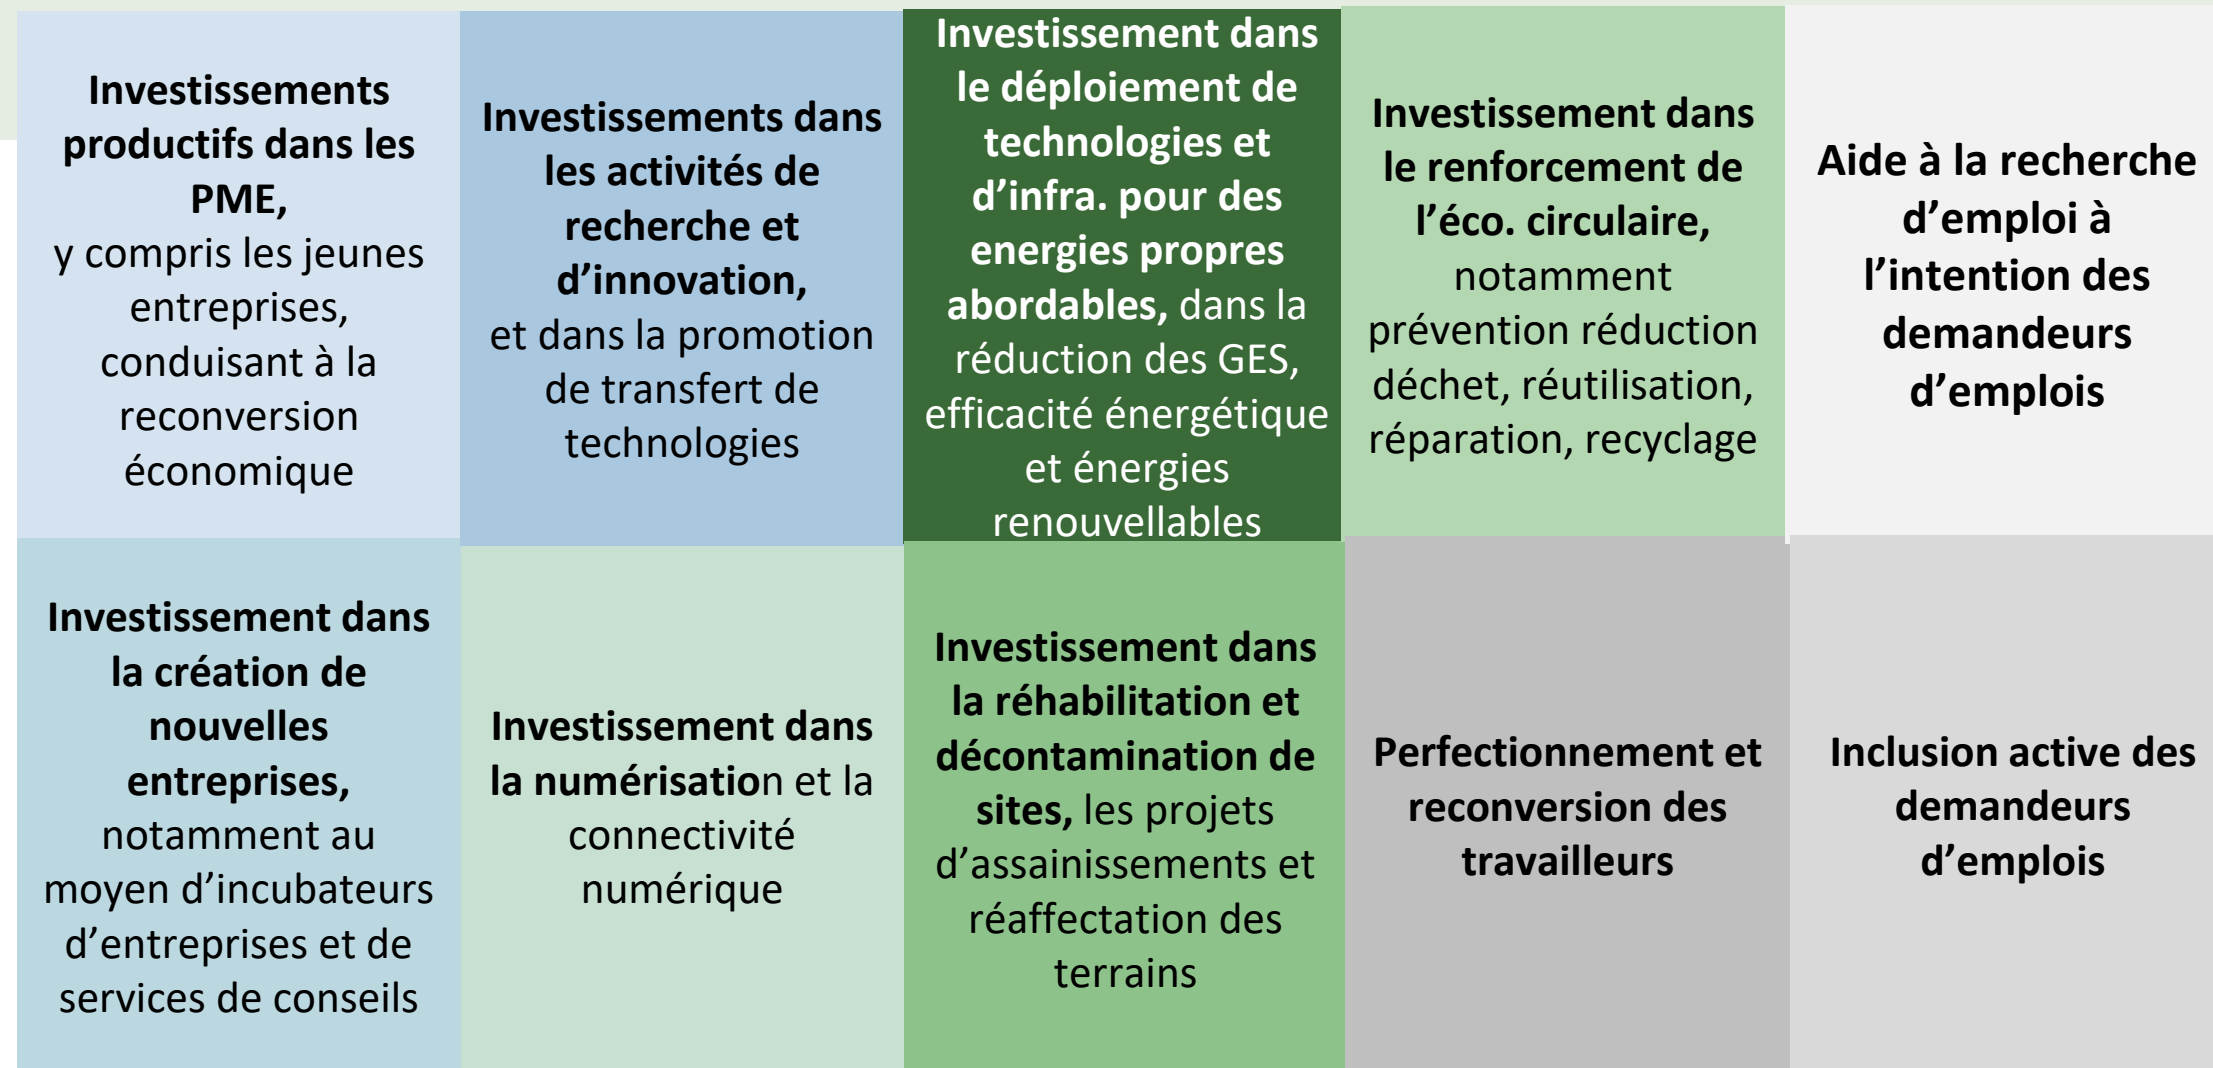 Investissements
productifs dans les
PME,
y compris les jeunes
entreprises,
conduisant à la
reconversion
économique
Investissements dans
les activités de
recherche et
d’innovation,
et dans la promotion
de transfert de
technologies
Investissement dans
le déploiement de
technologies et
d’infra. pour des
energies propres
abordables, dans la
réduction des GES,
efficacité énergétique
et énergies
renouvellables
Investissement dans
le renforcement de
l’éco. circulaire,
notamment
prévention réduction
déchet, réutilisation,
réparation, recyclage
Aide à la recherche
d’emploi à
l’intention des
demandeurs
d’emplois
Investissement dans
la création de
nouvelles
entreprises,
notamment au
moyen d’incubateurs
d’entreprises et de
services de conseils
Investissement dans
la numérisation et la
connectivité
numérique
Investissement dans
la réhabilitation et
décontamination de
sites, les projets
d’assainissements et
réaffectation des
terrains
Perfectionnement et
reconversion des
travailleurs
Inclusion active des
demandeurs
d’emplois